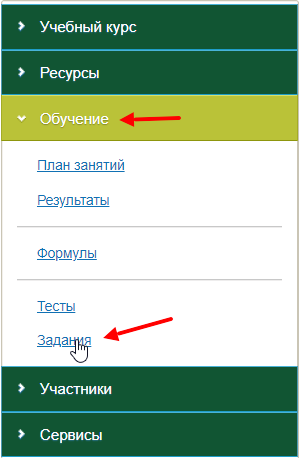 Учебный курс
Ресурсы
Обучение
План занятий
Результаты
Формулы
Тесты
Задания
Участники
Сервисы